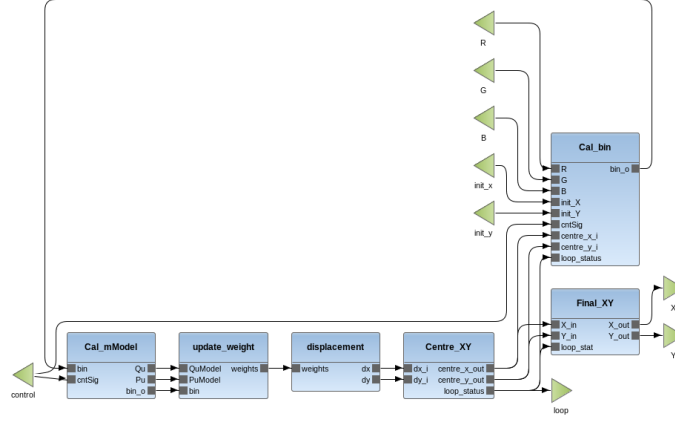 R
G
B
init_x
init_y
Cal_bin
R bin_o
G
B
init_X
init_Y
cntSig
centre_x_i
centre_y_i
loop_status
Final_XY
X_in X_out
Y_in Y_out
loop_stat
X
Y
control
Cal_mModel
bin Qu
cntSig Pu
bin_o
update_weight
QuModel weights
PuModel
bin
displacement
weights dx
dy
Centre_XY
dx_i centre_x_out
dy_i centre_y_out
loop_status
loop